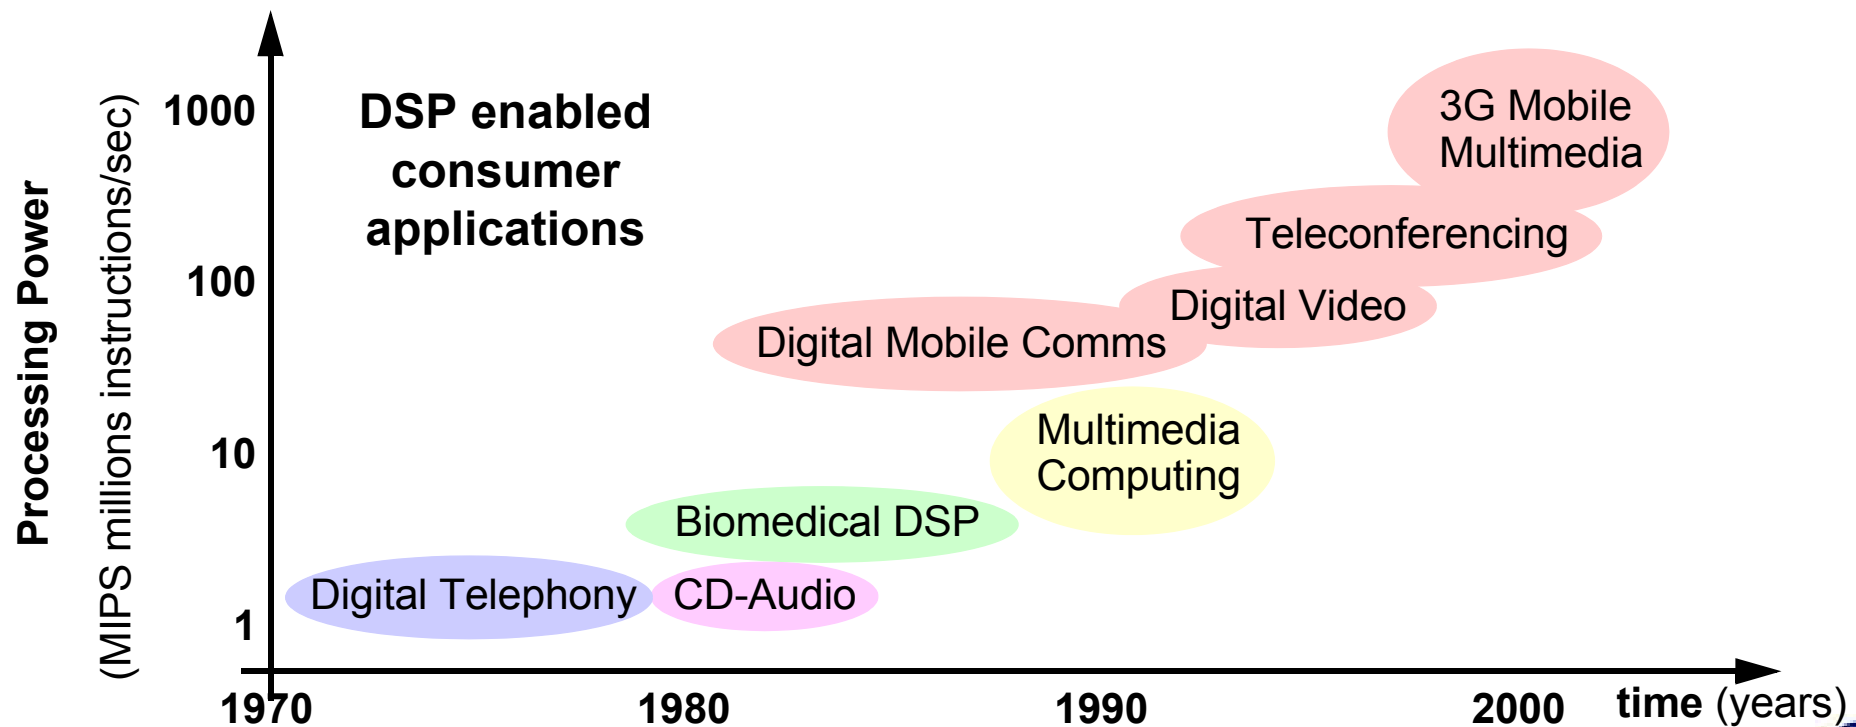 Processing Power
(MIPS millions instructions/sec)
1000
100
10
1
DSP enabled
consumer
applications
3G Mobile
Multimedia
Teleconferencing
Digital Video
Digital Mobile Comms
Multimedia
Computing
Biomedical DSP
Digital Telephony
CD-Audio
1970
1980
1990
2000
time (years)